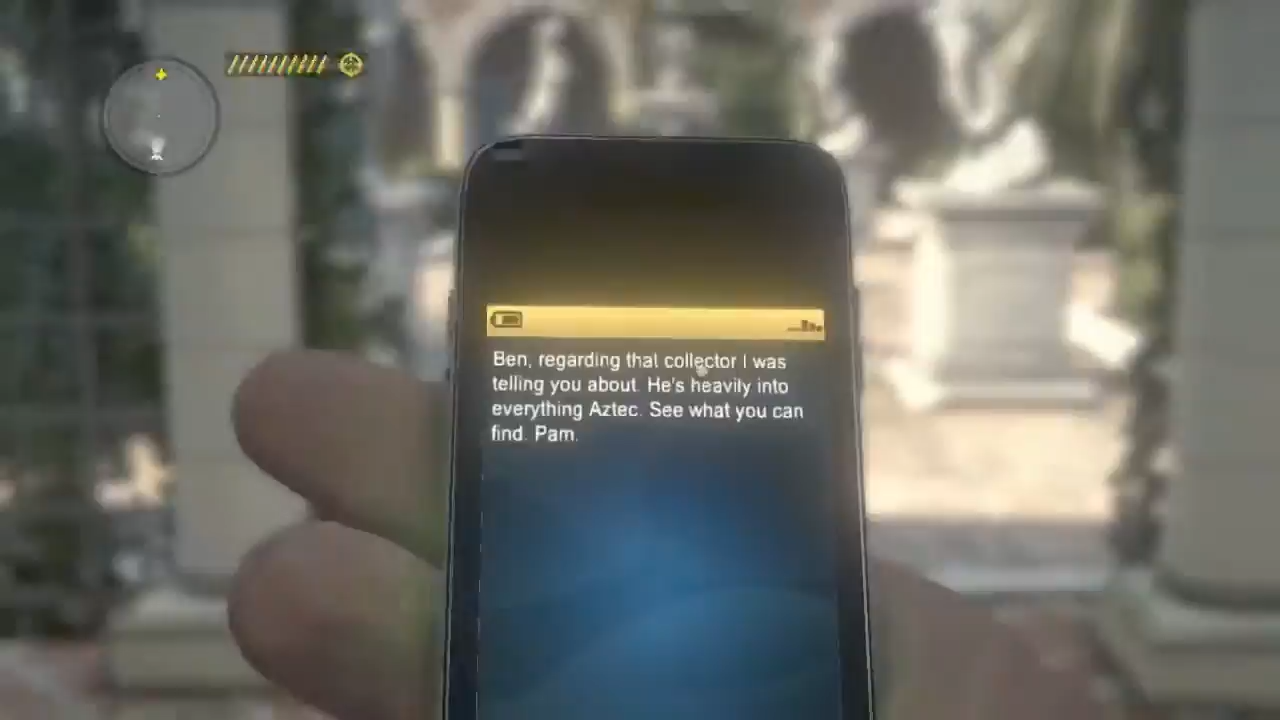 Ben, regarding that collector I was
telling you about. He's heavily into
everything Aztec. See what you can
find. Pam.